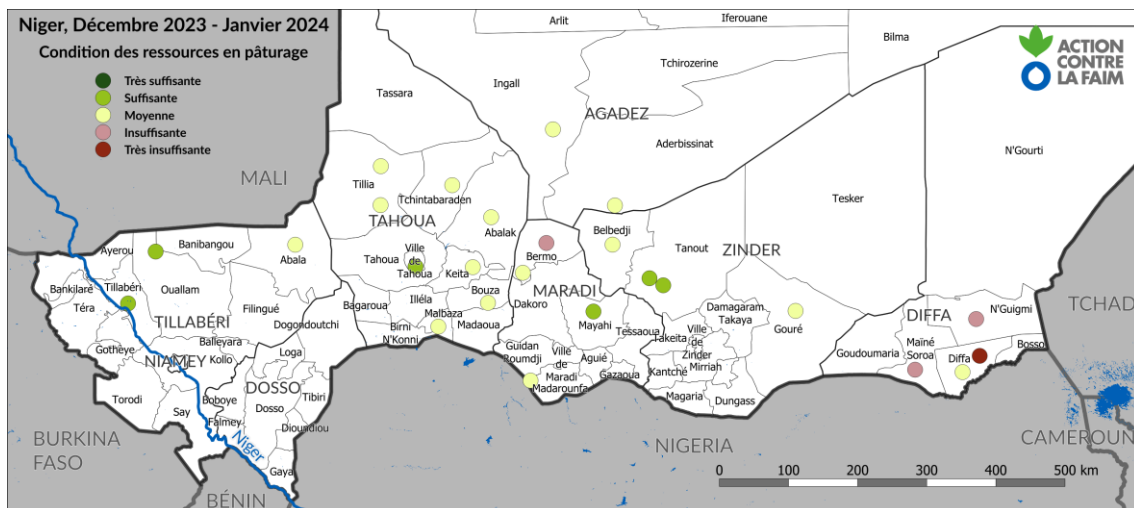 Niger, Décembre 2023 - Janvier 2024
Condition des ressources en pâturage
Très suffisante
Suffisante
Moyenne
Insuffisante
Très insuffisante
ACTION
CONTRE
LA FAIM
Arlit
Iferouane
Bilma
Tchirozerine
Ingall
Tassara
AGADEZ
Aderbissinat
N'Gourti
MALI
Tillia
Tchintabaraden
Tesker
TAHOUA
Abalak
Belbedji
Tanout
ZINDER
Ayerou
Banibangou
Abala
Tahoua
Ville
de
Tahoua
Keita
Bermo
Bankilaré
Tillabéri
Ouallam
Filingué
Bouza
Dakoro
MARADI
Damagaram
Takaya
Gouré
N'Guigmi
TCHAD
Téra
TILLABÉRI
Dogondoutchi
Bagaroua
Illéla
Malbaza
Madaoua
Mayahi
Tessaoua
DIFFA
Birni
N'Konni
Takeita
Ville
de
Zinder
Mirriah
Goudoumaria
Maïné
Soroa
Diffa
Bosso
Gotheye
NIAMEY
Balleyara
Kollo
Loga
Guidan
Roumdji
Ville
de
Maradi
Madarounfa
Aguié
Gazaoua
Kantché
Magaria
Dungass
Torodi
Say
Boboye
DOSSO
Dosso
Tibiri
Falmey
Dioundiou
Gaya
Niger
BURKINA
FASO
BÉNIN
NIGERIA
CAMEROUN
0 100 200 300 400 500 km